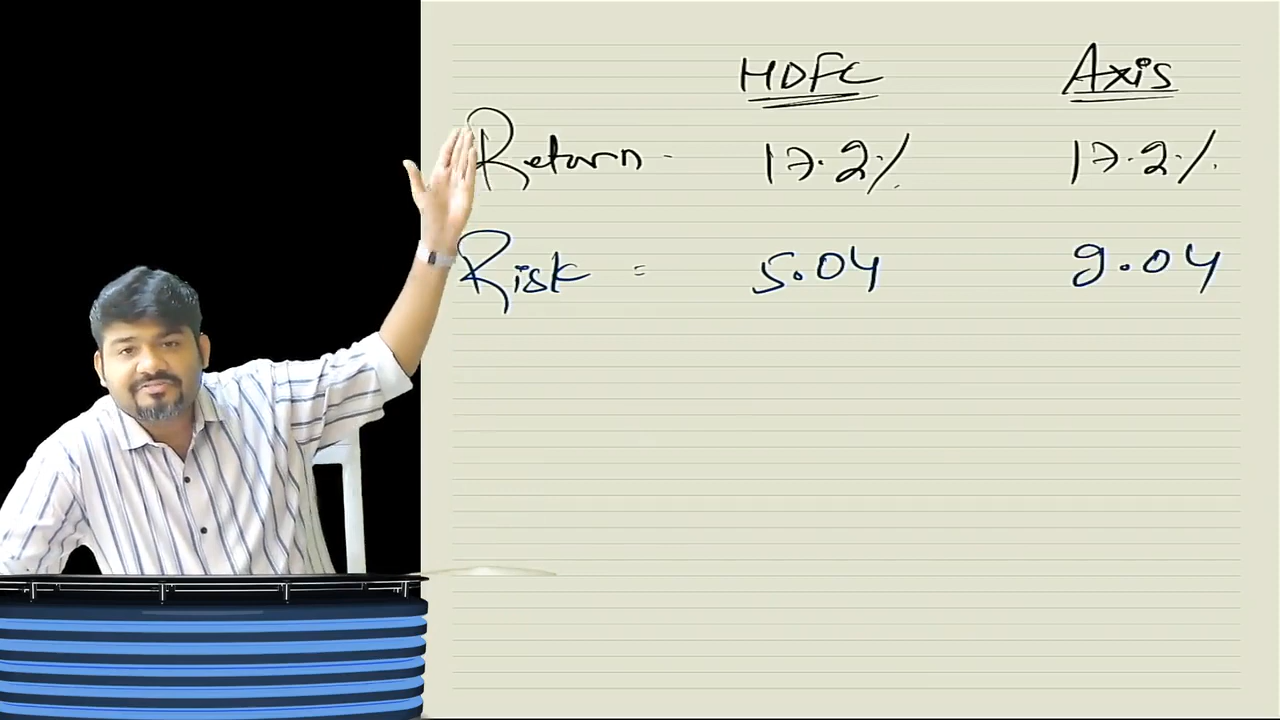 HDFC Axis
Return - 17.2% 17.2%
Risk = 5.04 9.04